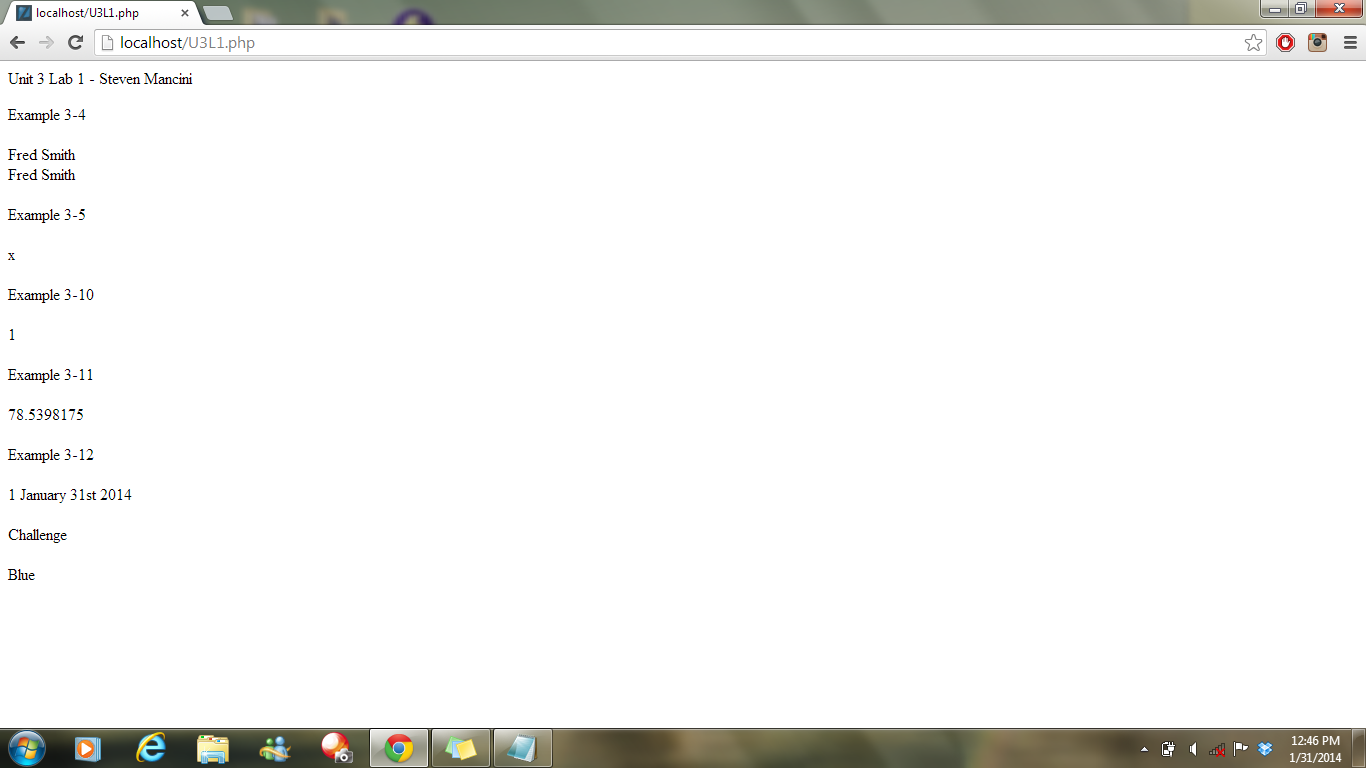 localhost/U3L1.php
localhost/U3L1.php
Unit 3 Lab 1 - Steven Mancini
Example 3-4
Fred Smith
Fred Smith
Example 3-5
x
Example 3-10
1
Example 3-11
78.5398175
Example 3-12
1 January 31st 2014
Challenge
Blue
12:46 PM
1/31/2014